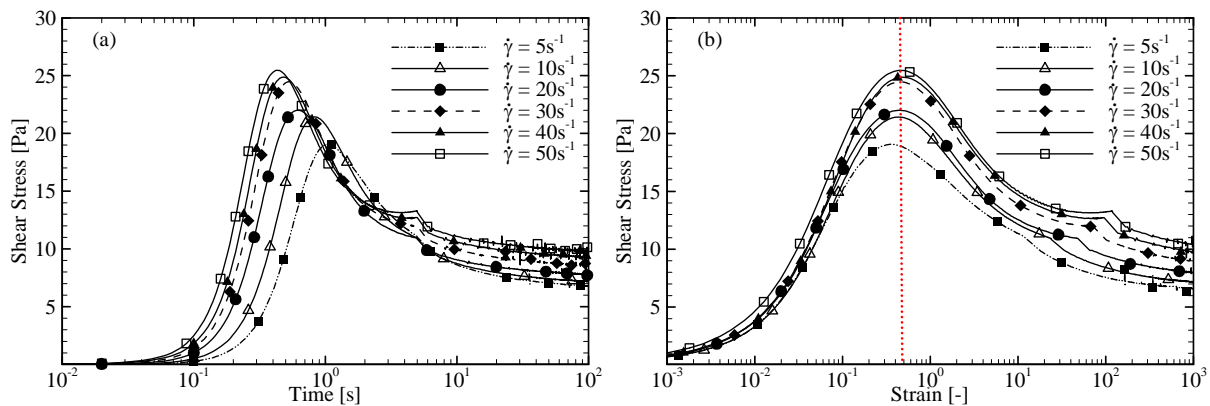 (a)
Shear Stress [Pa]
30
25
20
15
10
5
10⁻² 10⁻¹ 10⁰ 10¹ 10²
Time [s]
γ̇ = 5s⁻¹
γ̇ = 10s⁻¹
γ̇ = 20s⁻¹
γ̇ = 30s⁻¹
γ̇ = 40s⁻¹
γ̇ = 50s⁻¹
(b)
Shear Stress [Pa]
30
25
20
15
10
5
10⁻³ 10⁻² 10⁻¹ 10⁰ 10¹ 10² 10³
Strain [-]
γ̇ = 5s⁻¹
γ̇ = 10s⁻¹
γ̇ = 20s⁻¹
γ̇ = 30s⁻¹
γ̇ = 40s⁻¹
γ̇ = 50s⁻¹